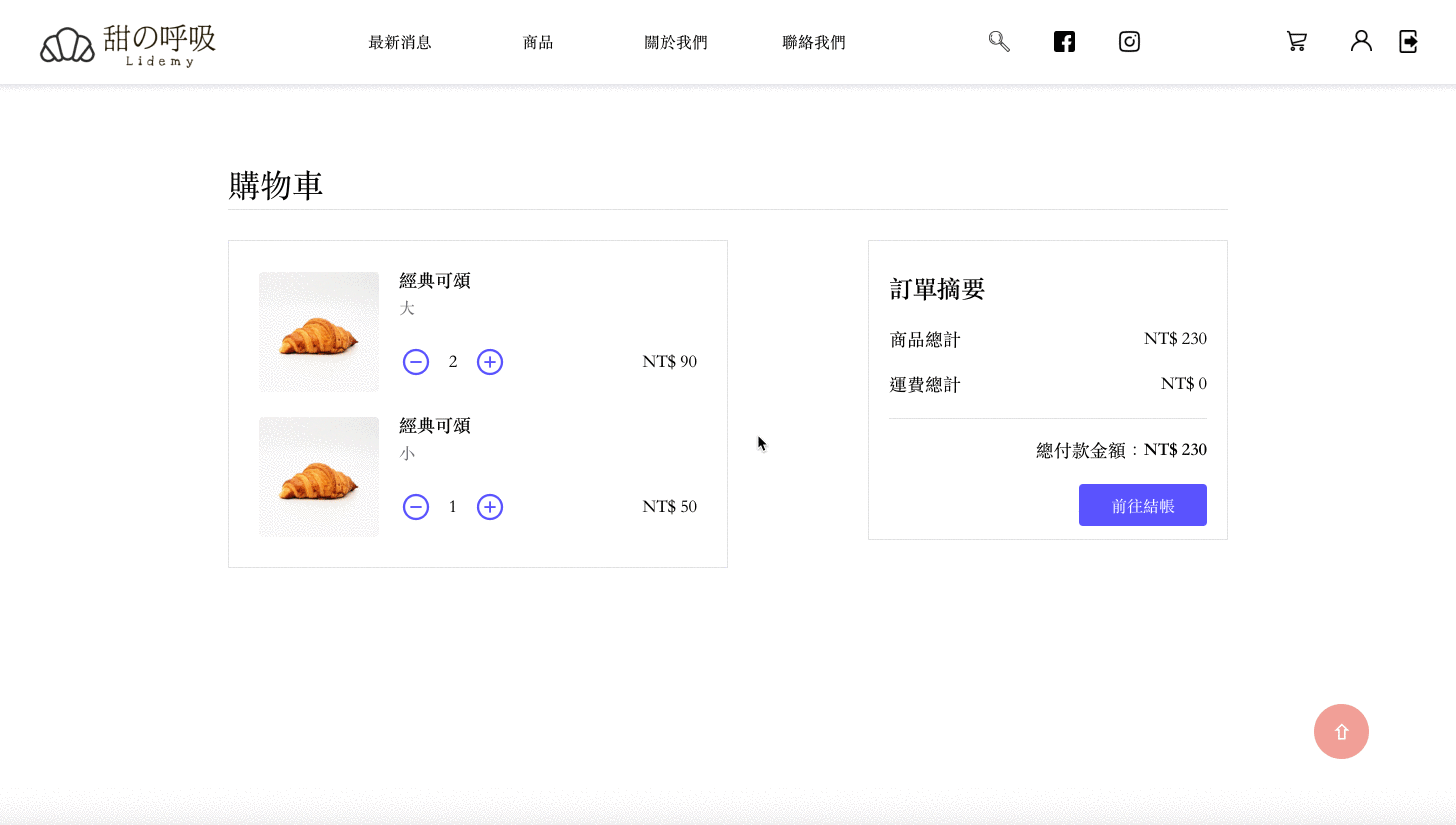 甜の呼吸
Lidemy
最新消息
商品
關於我們
聯絡我們
購物車
經典可頌
大
2
NT$ 90
經典可頌
小
1
NT$ 50
訂單摘要
商品總計
NT$ 230
運費總計
NT$ 0
總付款金額：NT$ 230
前往結帳